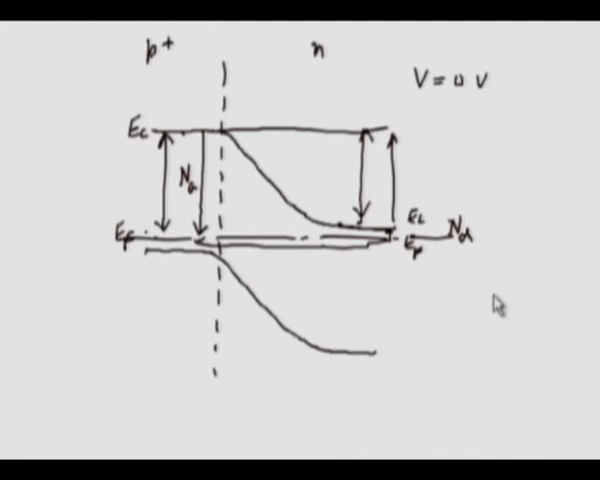 p+ n
V = 0 V
Ec
Na
Ec
EF Nd
EF